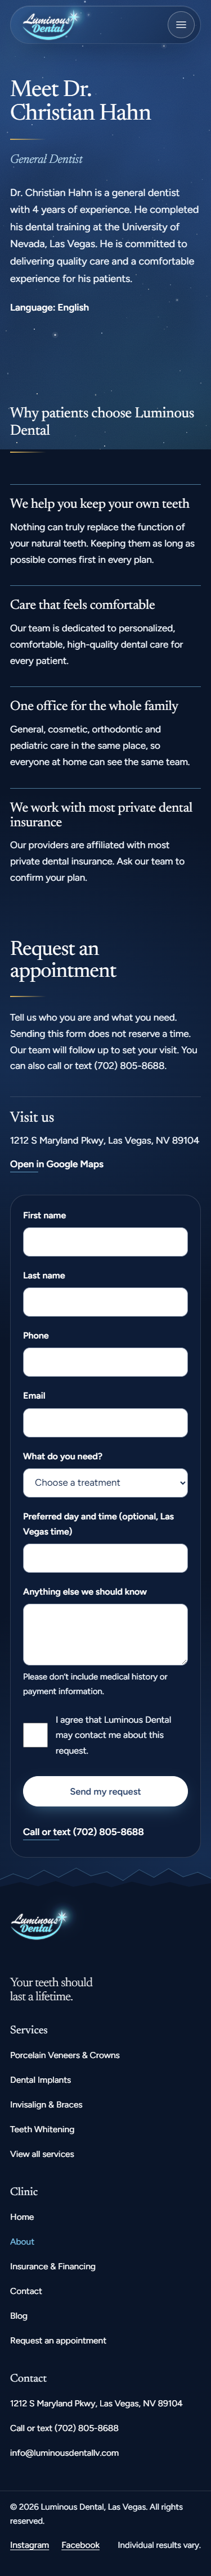 Luminous
Dental
Meet Dr.
Christian Hahn
General Dentist
Dr. Christian Hahn is a general dentist
with 4 years of experience. He completed
his dental training at the University of
Nevada, Las Vegas. He is committed to
delivering quality care and a comfortable
experience for his patients.
Language: English
Why patients choose Luminous
Dental
We help you keep your own teeth
Nothing can truly replace the function of
your natural teeth. Keeping them as long as
possible comes first in every plan.
Care that feels comfortable
Our team is dedicated to personalized,
comfortable, high-quality dental care for
every patient.
One office for the whole family
General, cosmetic, orthodontic and
pediatric care in the same place, so
everyone at home can see the same team.
We work with most private dental
insurance
Our providers are affiliated with most
private dental insurance. Ask our team to
confirm your plan.
Request an
appointment
Tell us who you are and what you need.
Sending this form does not reserve a time.
Our team will follow up to set your visit. You
can also call or text (702) 805-8688.
Visit us
1212 S Maryland Pkwy, Las Vegas, NV 89104
Open in Google Maps
First name
Last name
Phone
Email
What do you need?
Choose a treatment
Preferred day and time (optional, Las
Vegas time)
Anything else we should know
Please don't include medical history or
payment information.
I agree that Luminous Dental
may contact me about this
request.
Send my request
Call or text (702) 805-8688
Luminous
Dental
Your teeth should
last a lifetime.
Services
Porcelain Veneers & Crowns
Dental Implants
Invisalign & Braces
Teeth Whitening
View all services
Clinic
Home
About
Insurance & Financing
Contact
Blog
Request an appointment
Contact
1212 S Maryland Pkwy, Las Vegas, NV 89104
Call or text (702) 805-8688
info@luminousdentallv.com
© 2026 Luminous Dental, Las Vegas. All rights
reserved.
Instagram Facebook Individual results vary.